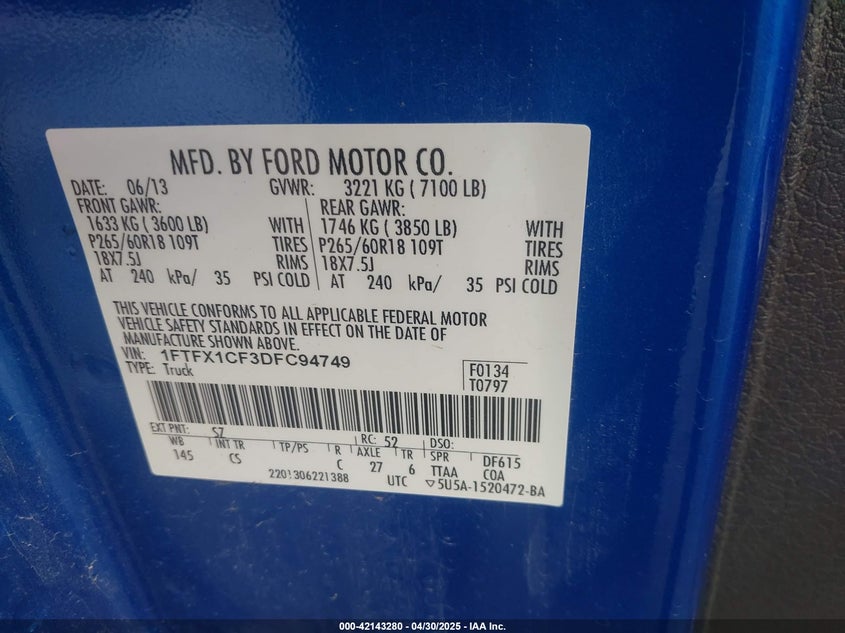 MFD. BY FORD MOTOR CO.
DATE: 06/13 GVWR: 3221 KG ( 7100 LB)
FRONT GAWR: REAR GAWR:
1633 KG ( 3600 LB) WITH 1746 KG ( 3850 LB) WITH
P265/60R18 109T TIRES P265/60R18 109T TIRES
18X7.5J RIMS 18X7.5J RIMS
AT 240 kPa/ 35 PSI COLD AT 240 kPa/ 35 PSI COLD
THIS VEHICLE CONFORMS TO ALL APPLICABLE FEDERAL MOTOR
VEHICLE SAFETY STANDARDS IN EFFECT ON THE DATE OF
MANUFACTURE SHOWN ABOVE.
VIN: 1FTFX1CF3DFC94749
TYPE: Truck
F0134
T0797
EXT PNT: SZ RC: 52 DSO:
WB INT TR TP/PS R AXLE TR SPR DF615
145 CS C 27 6 TTAA COA
2201306221388 UTC ▽5U5A-1520472-BA
000-42143280 - 04/30/2025 - IAA Inc.